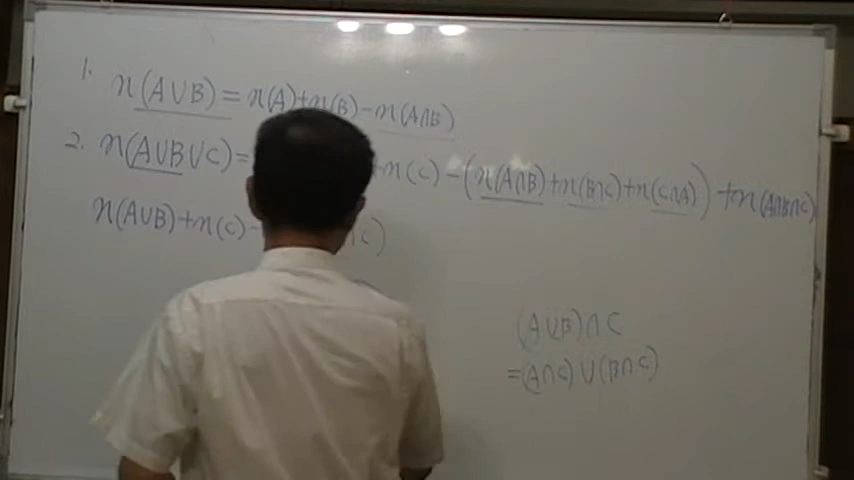 1. n(A∪B) = n(A)+n(B)-n(A∩B)
2. n(A∪B∪C)= n(C) -(n(A∩B)+n(B∩C)+n(C∩A))+n(A∩B∩C)
n(A∪B)+n(C)- C)
(A∪B)∩C
=(A∩C)∪(B∩C)